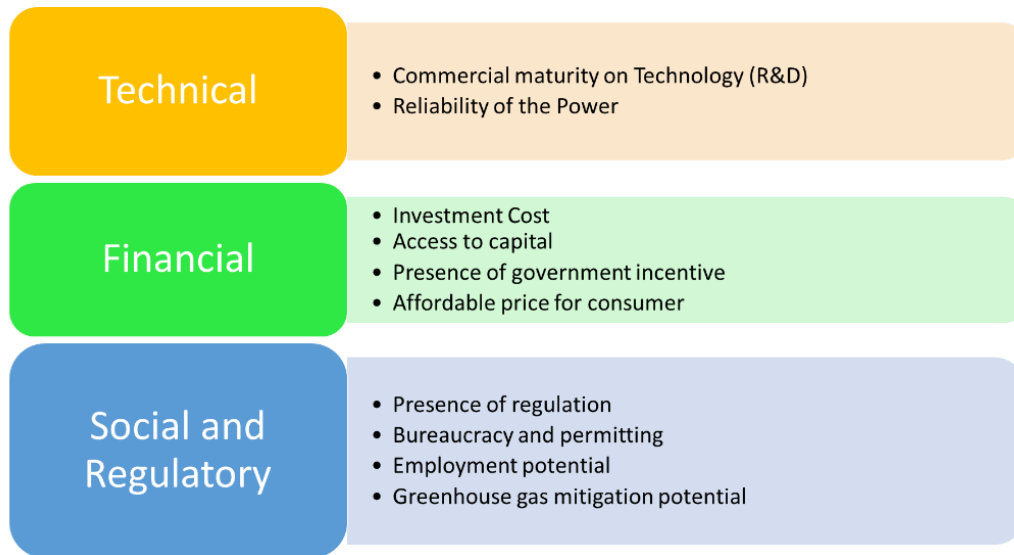 Technical
• Commercial maturity on Technology (R&D)
• Reliability of the Power
Financial
• Investment Cost
• Access to capital
• Presence of government incentive
• Affordable price for consumer
Social and
Regulatory
• Presence of regulation
• Bureaucracy and permitting
• Employment potential
• Greenhouse gas mitigation potential